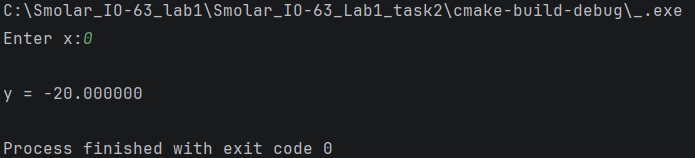 C:\Smolar_IO-63_lab1\Smolar_IO-63_Lab1_task2\cmake-build-debug\_.exe
Enter x:0
y = -20.000000
Process finished with exit code 0